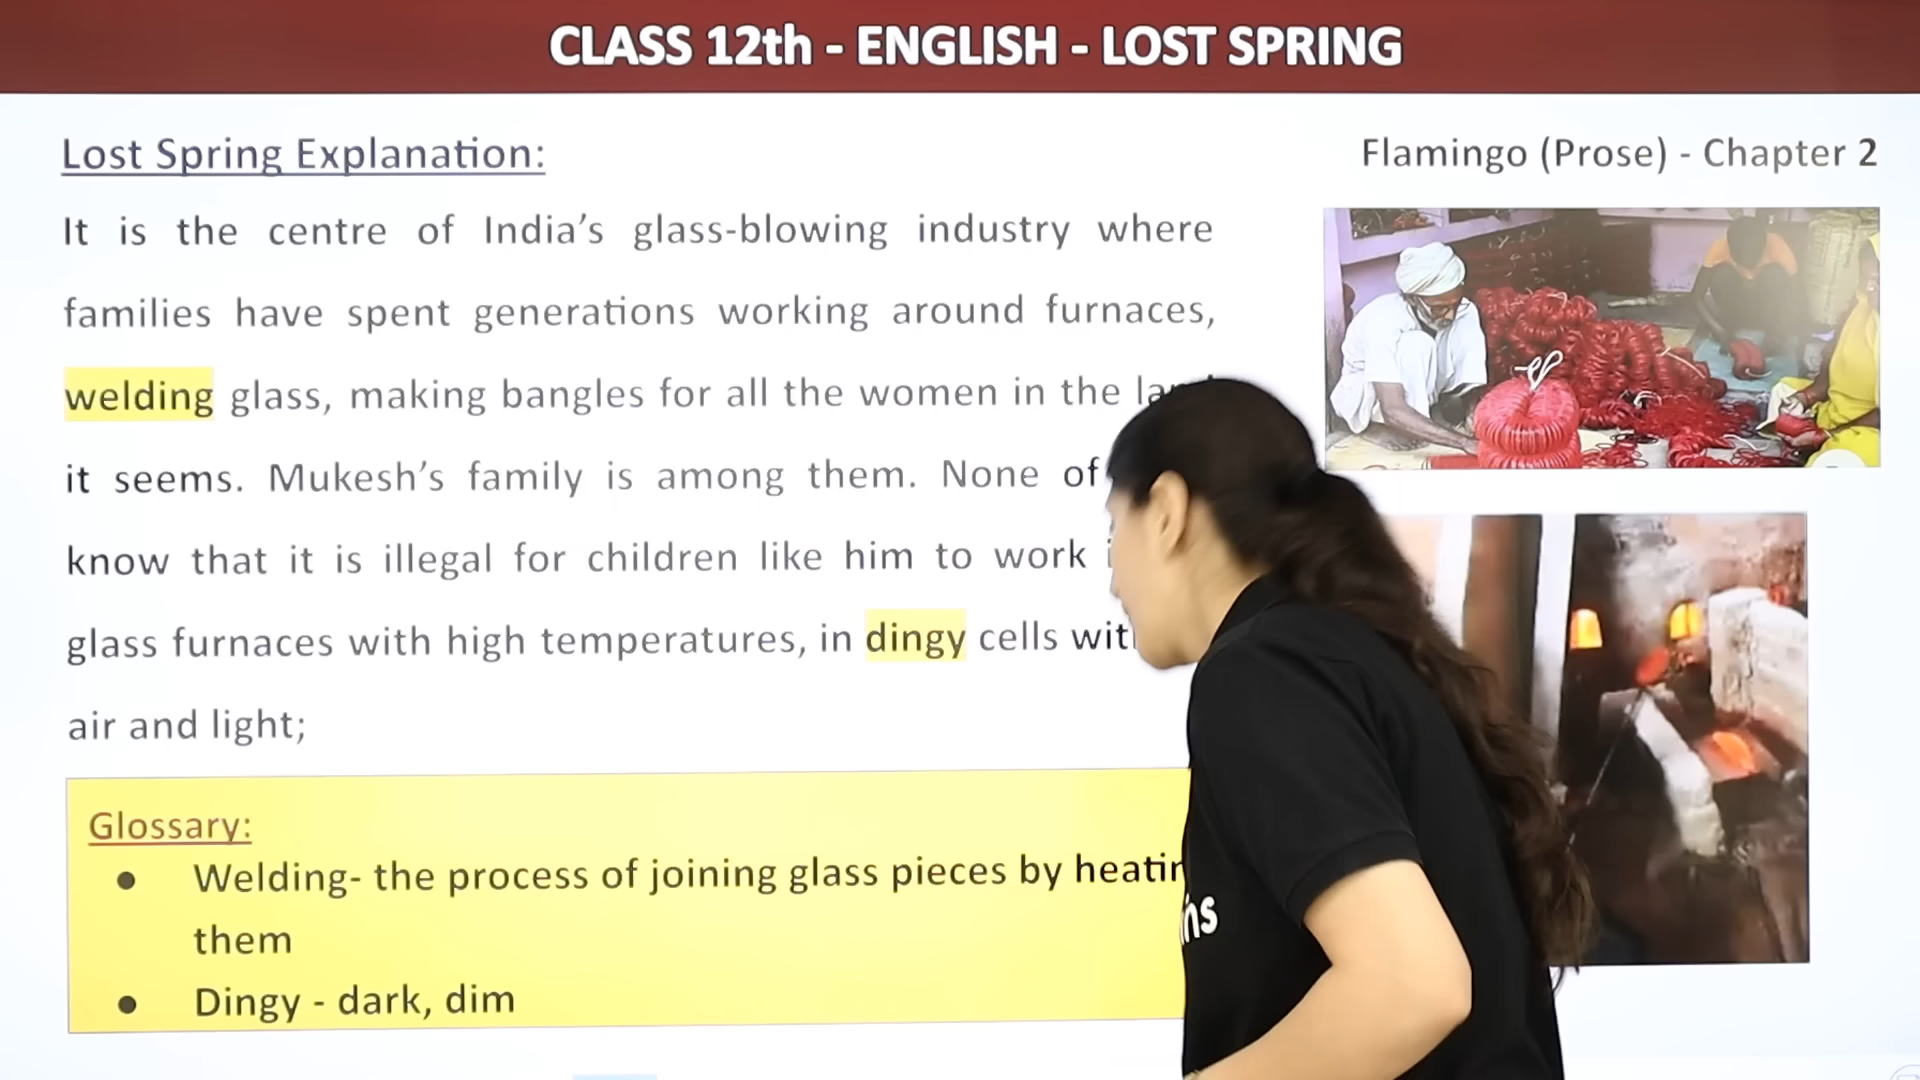 CLASS 12th - ENGLISH - LOST SPRING
Lost Spring Explanation:
Flamingo (Prose) - Chapter 2
It is the centre of India's glass-blowing industry where
families have spent generations working around furnaces,
welding glass, making bangles for all the women in the
it seems. Mukesh's family is among them. None of
know that it is illegal for children like him to work
glass furnaces with high temperatures, in dingy cells
air and light;
Glossary:
● Welding- the process of joining glass pieces by
them
● Dingy - dark, dim